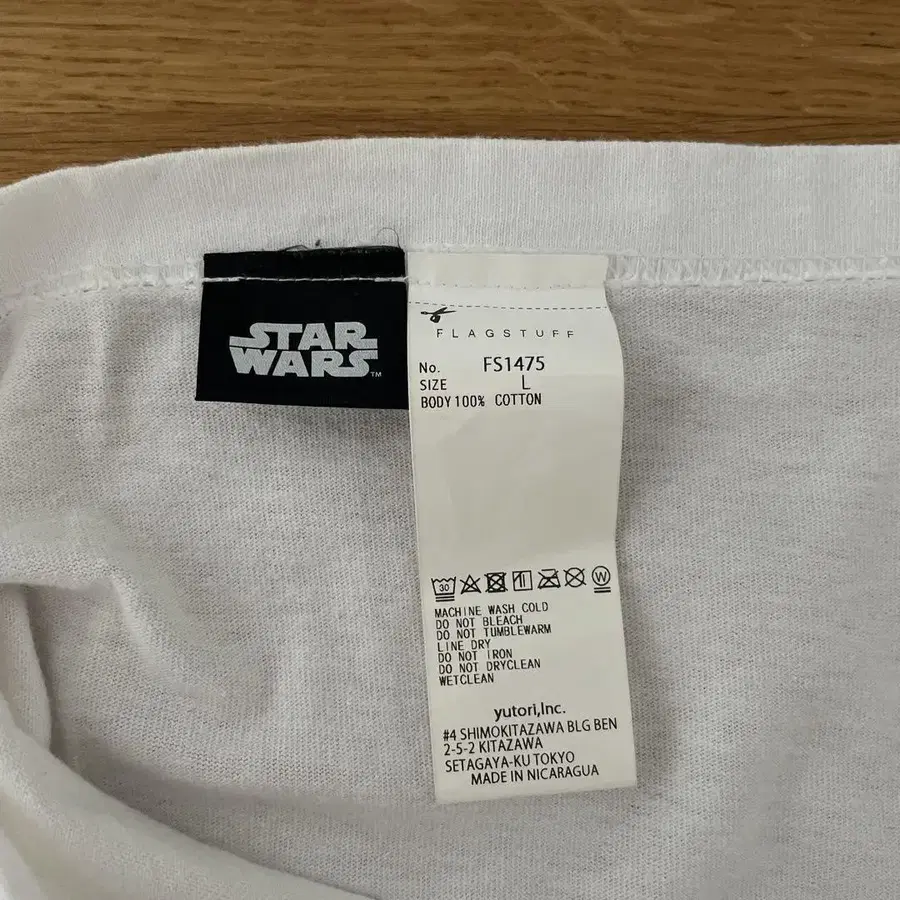 STAR
WARS™
FLAGSTUFF
No. FS1475
SIZE L
BODY 100% COTTON
30
W
MACHINE WASH COLD
DO NOT BLEACH
DO NOT TUMBLEWARM
LINE DRY
DO NOT IRON
DO NOT DRYCLEAN
WETCLEAN
yutori,Inc.
#4 SHIMOKITAZAWA BLG BEN
2-5-2 KITAZAWA
SETAGAYA-KU TOKYO
MADE IN NICARAGUA